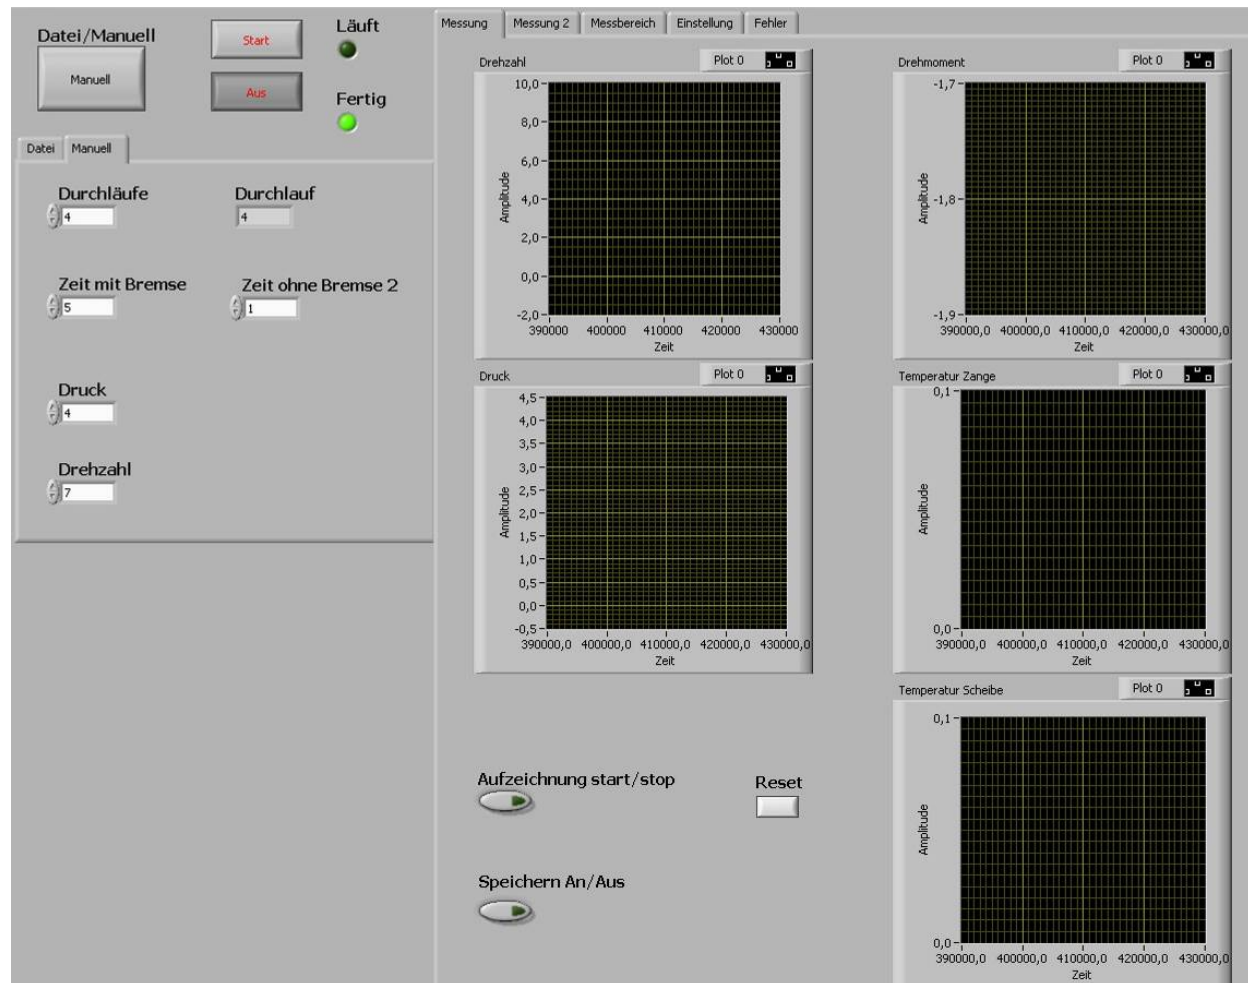 Datei/Manuell
Manuell
Start
Aus
Läuft
Fertig
Datei Manuell
Durchläufe
4
Durchlauf
4
Zeit mit Bremse
5
Zeit ohne Bremse 2
1
Druck
4
Drehzahl
7
Messung Messung 2 Messbereich Einstellung Fehler
Drehzahl
Plot 0
Amplitude
10,0
8,0
6,0
4,0
2,0
0,0
-2,0
390000 400000 410000 420000 430000
Zeit
Drehmoment
Plot 0
Amplitude
-1,7
-1,8
-1,9
390000,0 400000,0 410000,0 420000,0 430000,0
Zeit
Druck
Plot 0
Amplitude
4,5
4,0
3,5
3,0
2,5
2,0
1,5
1,0
0,5
0,0
-0,5
390000,0 400000,0 410000,0 420000,0 430000,0
Zeit
Temperatur Zange
Plot 0
Amplitude
0,1
0,0
390000,0 400000,0 410000,0 420000,0 430000,0
Zeit
Temperatur Scheibe
Plot 0
Amplitude
0,1
0,0
390000,0 400000,0 410000,0 420000,0 430000,0
Zeit
Aufzeichnung start/stop
Reset
Speichern An/Aus